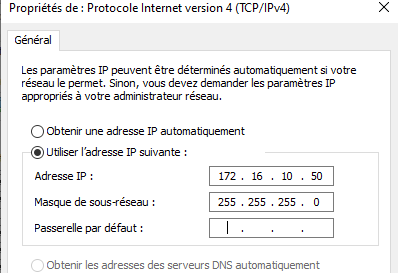 Propriétés de : Protocole Internet version 4 (TCP/IPv4)
Général
Les paramètres IP peuvent être déterminés automatiquement si votre
réseau le permet. Sinon, vous devez demander les paramètres IP
appropriés à votre administrateur réseau.
Obtenir une adresse IP automatiquement
Utiliser l'adresse IP suivante :
Adresse IP : 172 . 16 . 10 . 50
Masque de sous-réseau : 255 . 255 . 255 . 0
Passerelle par défaut : . . .
Obtenir les adresses des serveurs DNS automatiquement